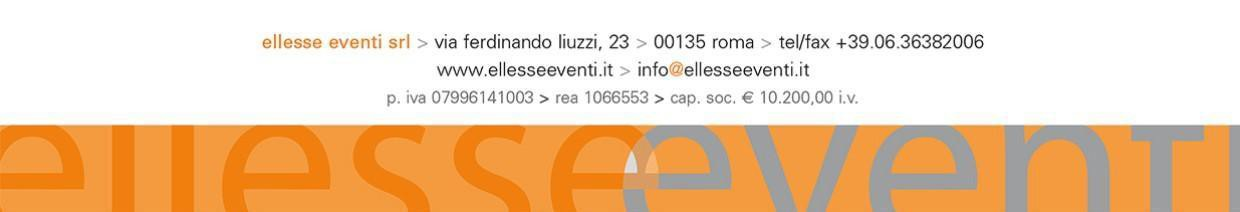 ellesse eventi srl > via ferdinando liuzzi, 23 > 00135 roma > tel/fax +39.06.36382006
www.ellesseeventi.it > info@ellesseeventi.it
p. iva 07996141003 > rea 1066553 > cap. soc. € 10.200,00 i.v.
ellesseeventi